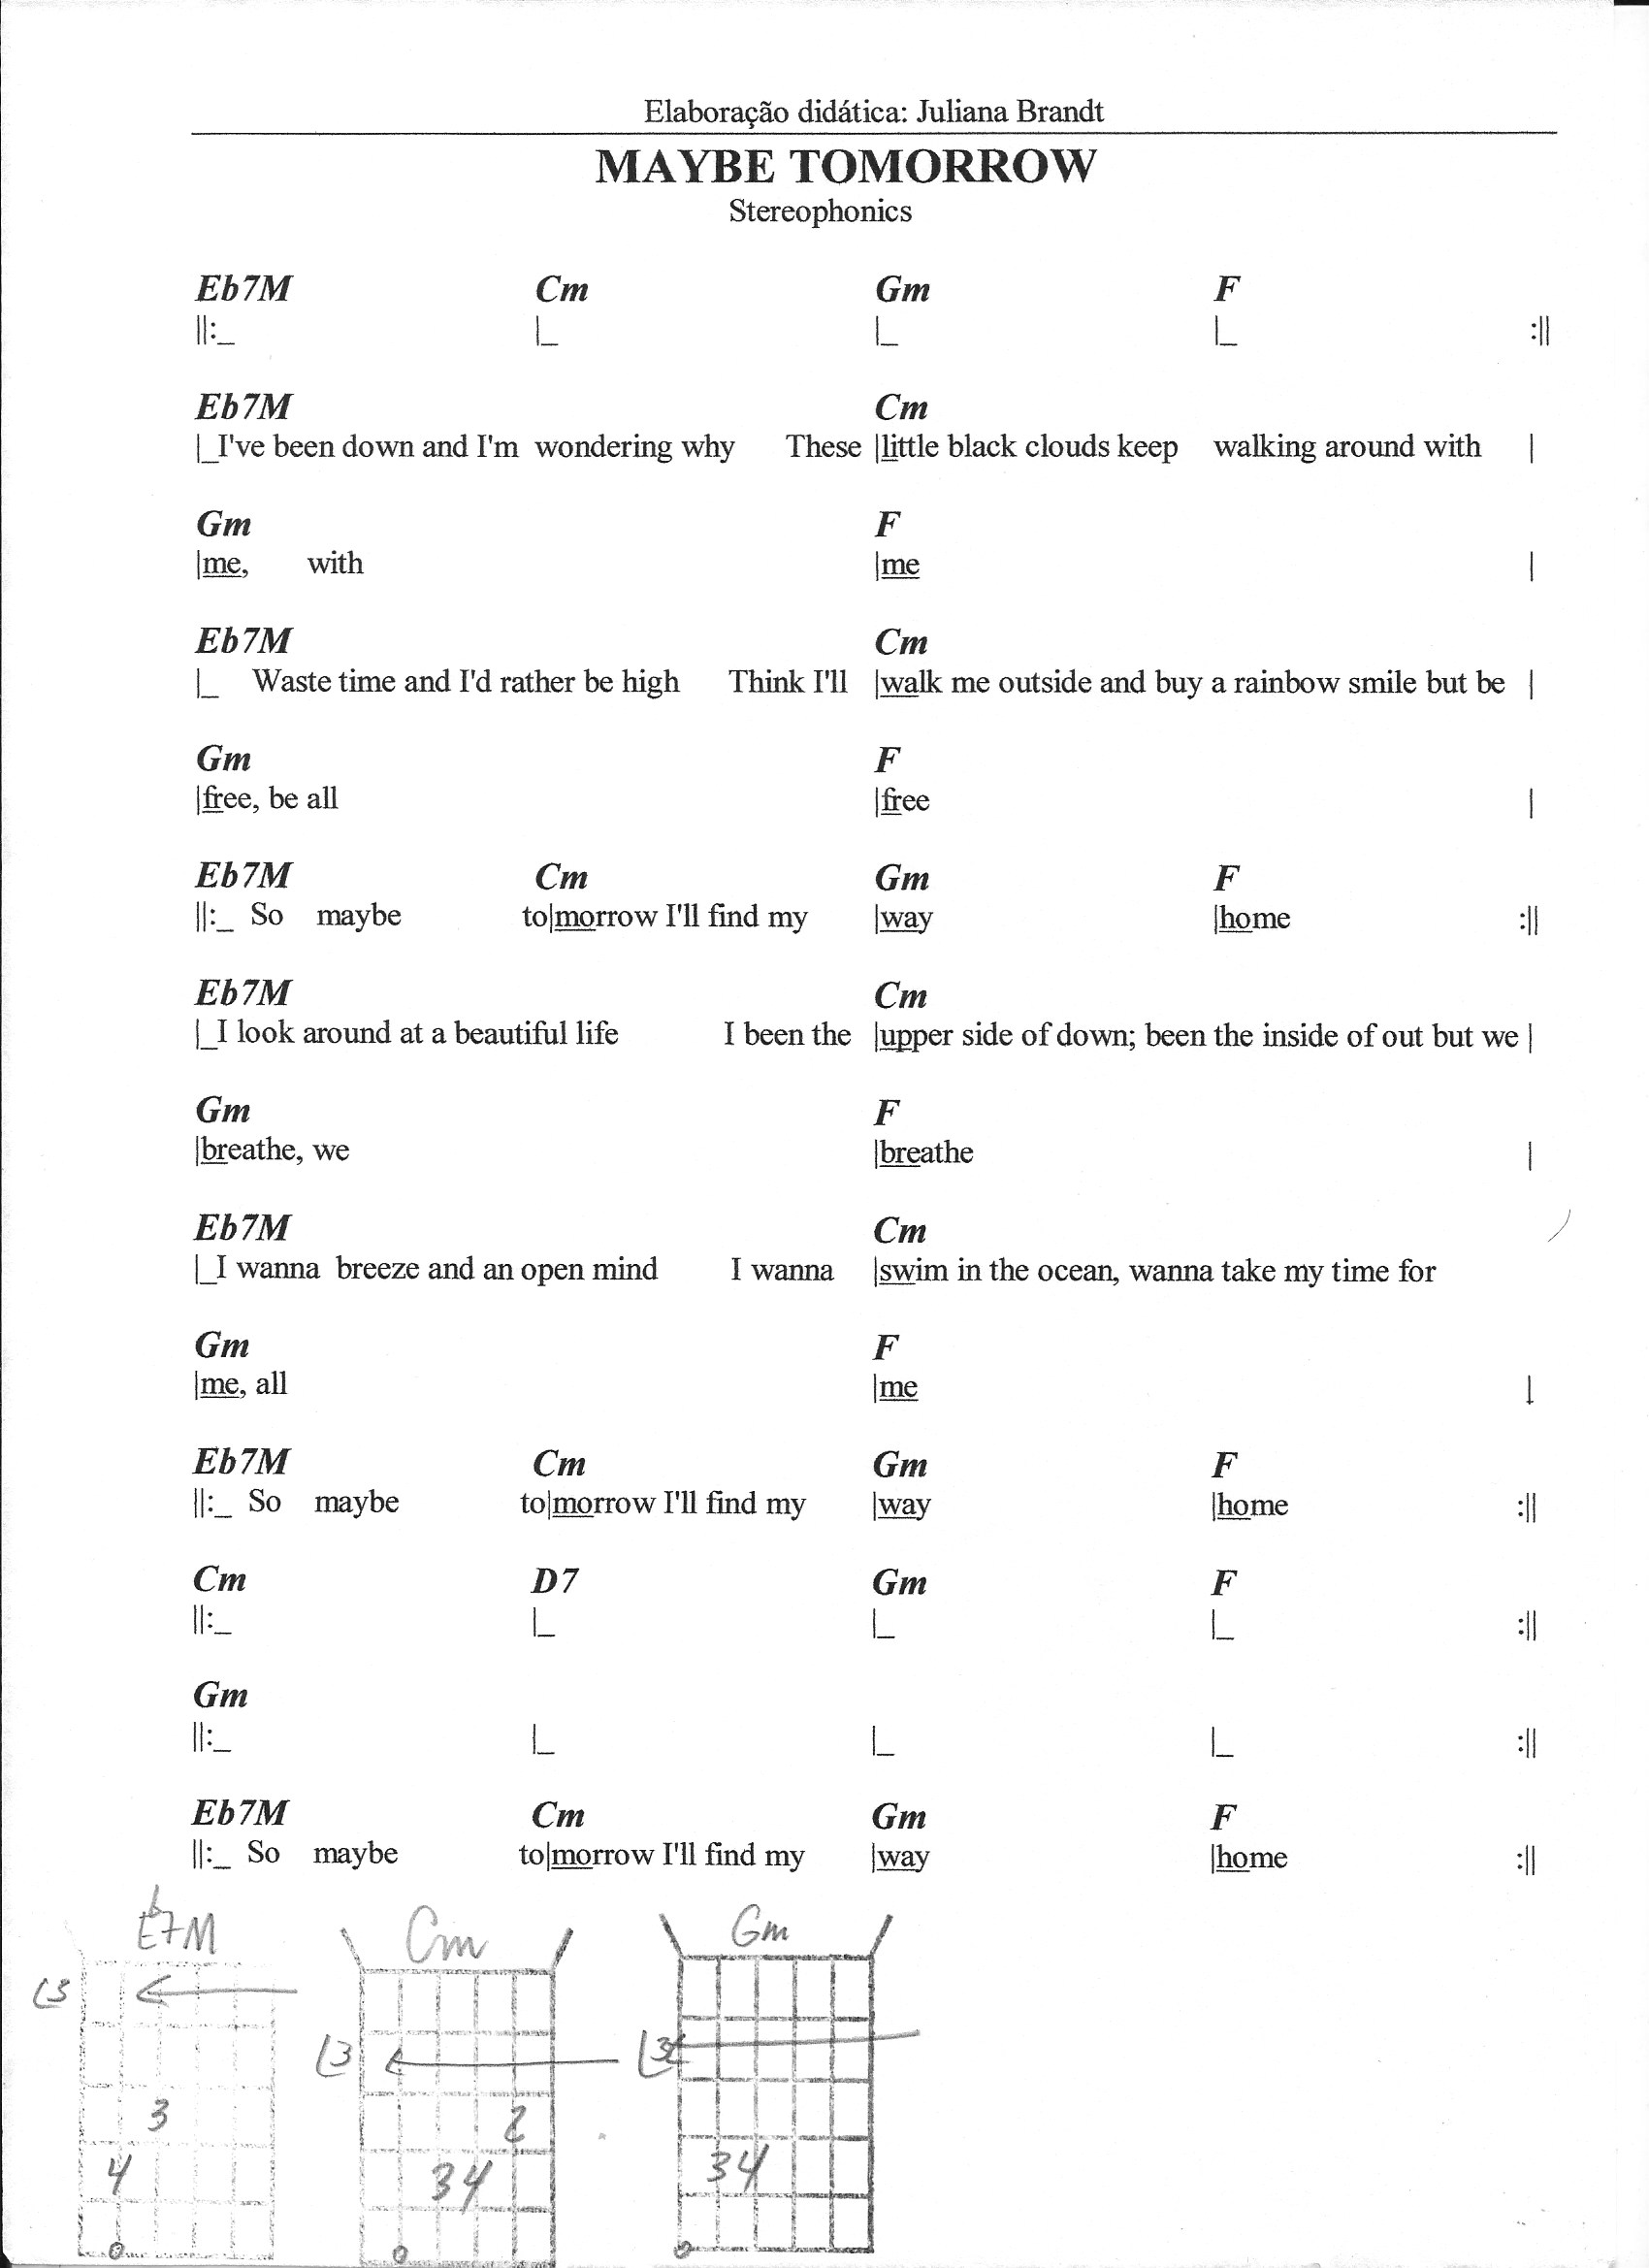 Elaboração didática: Juliana Brandt
MAYBE TOMORROW
Stereophonics
Eb7M Cm Gm F
||:_ |_ |_ |_ :||
Eb7M Cm
|_I've been down and I'm wondering why These |little black clouds keep walking around with |
Gm F
|me, with |me |
Eb7M Cm
|_ Waste time and I'd rather be high Think I'll |walk me outside and buy a rainbow smile but be |
Gm F
|free, be all |free |
Eb7M Cm Gm F
||:_ So maybe to|morrow I'll find my |way |home :||
Eb7M Cm
|_I look around at a beautiful life I been the |upper side of down; been the inside of out but we |
Gm F
|breathe, we |breathe |
Eb7M Cm
|_I wanna breeze and an open mind I wanna |swim in the ocean, wanna take my time for
Gm F
|me, all |me |
Eb7M Cm Gm F
||:_ So maybe to|morrow I'll find my |way |home :||
Cm D7 Gm F
||:_ |_ |_ |_ :||
Gm
||:_ |_ |_ |_ :||
Eb7M Cm Gm F
||:_ So maybe to|morrow I'll find my |way |home :||
Eb7M Cm Gm
3 3 3
3 2
4 34 34